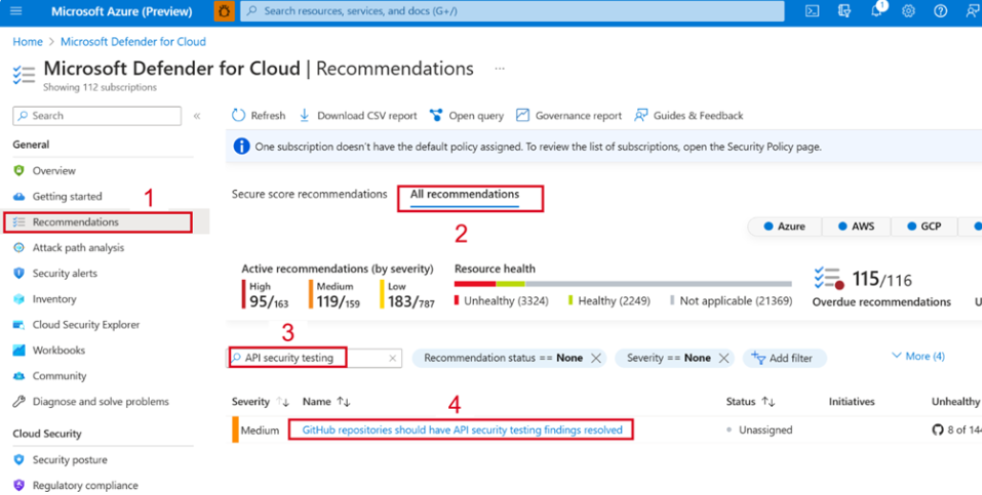 Microsoft Azure (Preview)
Search resources, services, and docs (G+/)
1
Home > Microsoft Defender for Cloud
Microsoft Defender for Cloud | Recommendations ...
Showing 112 subscriptions
Search
«
Refresh Download CSV report Open query Governance report Guides & Feedback
General
Overview
Getting started
1
Recommendations
Attack path analysis
Security alerts
Inventory
Cloud Security Explorer
Workbooks
Community
Diagnose and solve problems
Cloud Security
Security posture
Regulatory compliance
One subscription doesn't have the default policy assigned. To review the list of subscriptions, open the Security Policy page.
Secure score recommendations All recommendations
2
Azure AWS GCP
Active recommendations (by severity)
High Medium Low
95/163 119/159 183/787
Resource health
Unhealthy (3324) Healthy (2249) Not applicable (21369)
115/116
Overdue recommendations
3
API security testing ×
Recommendation status == None × Severity == None × Add filter
More (4)
Severity ↑↓ Name ↑↓ Status ↑↓ Initiatives Unhealthy
4
Medium GitHub repositories should have API security testing findings resolved Unassigned 8 of 144